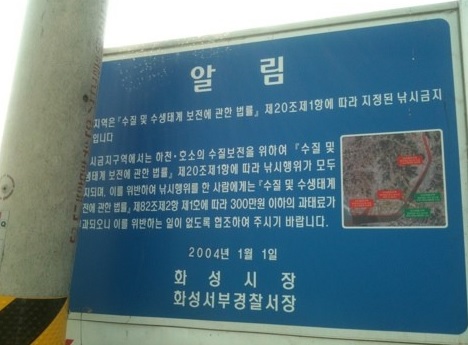 알 림
지역은 『수질 및 수생태계 보전에 관한 법률』 제20조제1항에 따라 지정된 낚시금지
입니다
시금지구역에서는 하천·호소의 수질보전을 위하여 『수질 및
생태계 보전에 관한 법률』 제20조제1항에 따라 낚시행위가 모두
지되며, 이를 위반하여 낚시행위를 한 사람에게는 『수질 및 수생태계
전에 관한 법률』 제82조제2항 제1호에 따라 300만원 이하의 과태료가
과되오니 이를 위반하는 일이 없도록 협조하여 주시기 바랍니다.
2004년 1월 1일
화 성 시 장
화성서부경찰서장